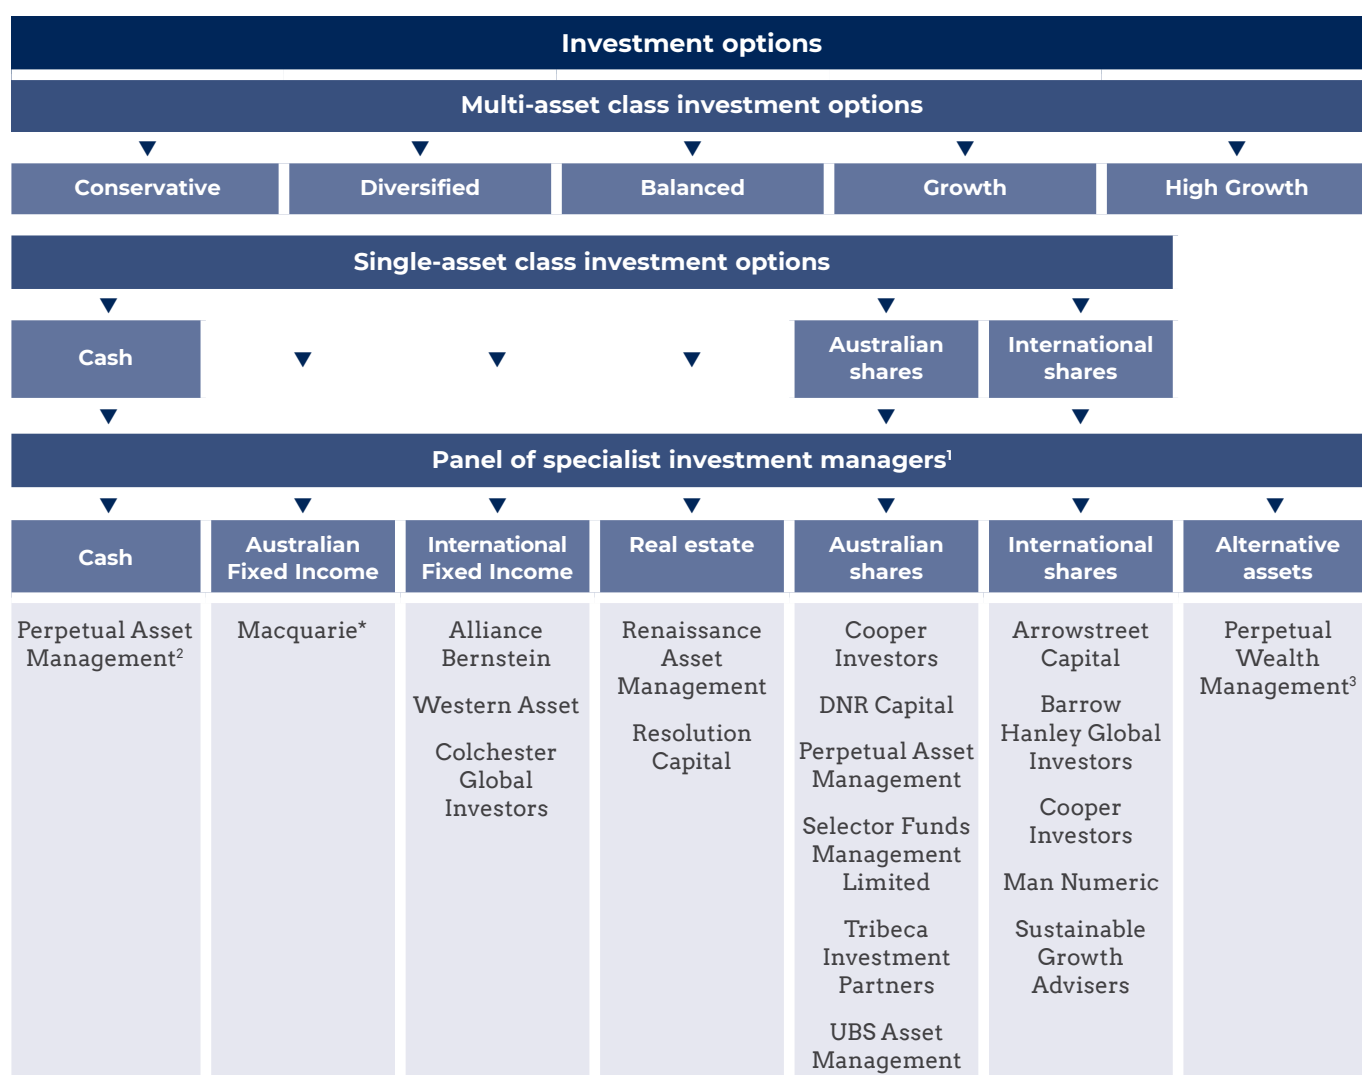 Investment options
Multi-asset class investment options
Conservative
Diversified
Balanced
Growth
High Growth
Single-asset class investment options
Cash
Australian
shares
International
shares
Panel of specialist investment managers¹
Cash
Australian
Fixed Income
International
Fixed Income
Real estate
Australian
shares
International
shares
Alternative
assets
Perpetual Asset
Management²
Macquarie*
Alliance
Bernstein
Western Asset
Colchester
Global
Investors
Renaissance
Asset
Management
Resolution
Capital
Cooper
Investors
DNR Capital
Perpetual Asset
Management
Selector Funds
Management
Limited
Tribeca
Investment
Partners
UBS Asset
Management
Arrowstreet
Capital
Barrow
Hanley Global
Investors
Cooper
Investors
Man Numeric
Sustainable
Growth
Advisers
Perpetual
Wealth
Management³